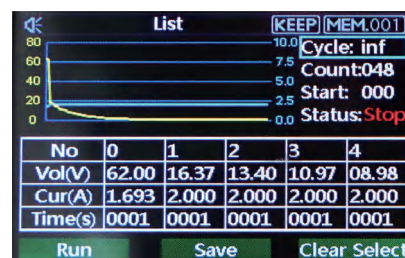 List KEEP MEM.001
80 10.0 Cycle: inf
60 7.5 Count:048
40 5.0 Start: 000
20 2.5 Status:Stop
0 0.0
No 0 1 2 3 4
Vol(V) 62.00 16.37 13.40 10.97 08.98
Cur(A) 1.693 2.000 2.000 2.000 2.000
Time(s) 0001 0001 0001 0001 0001
Run Save Clear Select